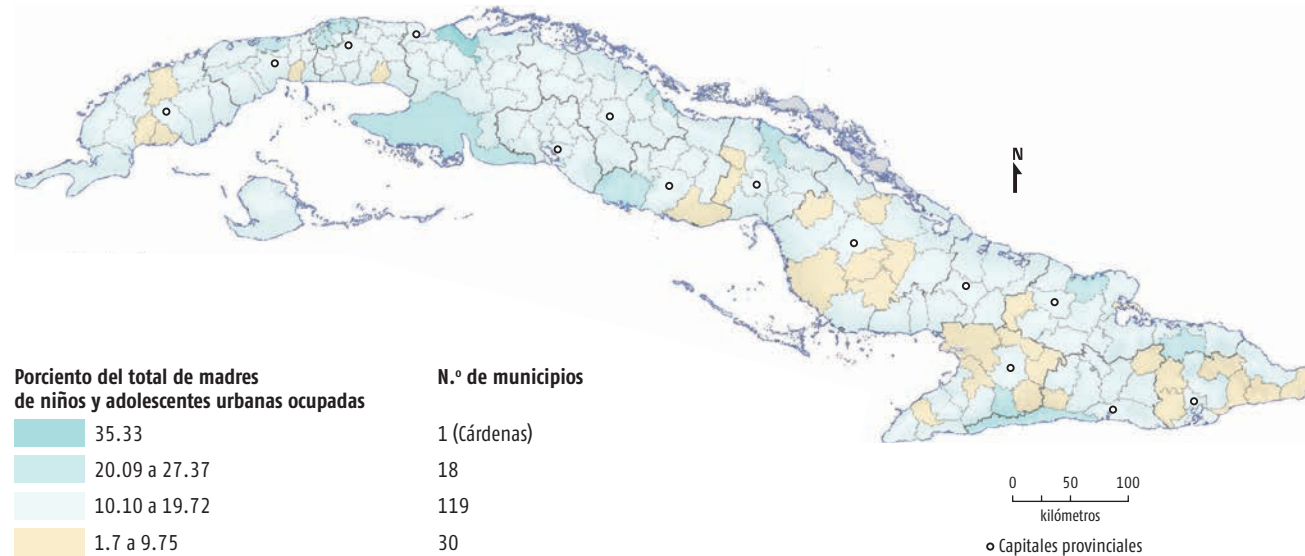 N
Porciento del total de madres
de niños y adolescentes urbanas ocupadas
N.º de municipios
35.33
1 (Cárdenas)
20.09 a 27.37
18
10.10 a 19.72
119
1.7 a 9.75
30
0 50 100
kilómetros
Capitales provinciales